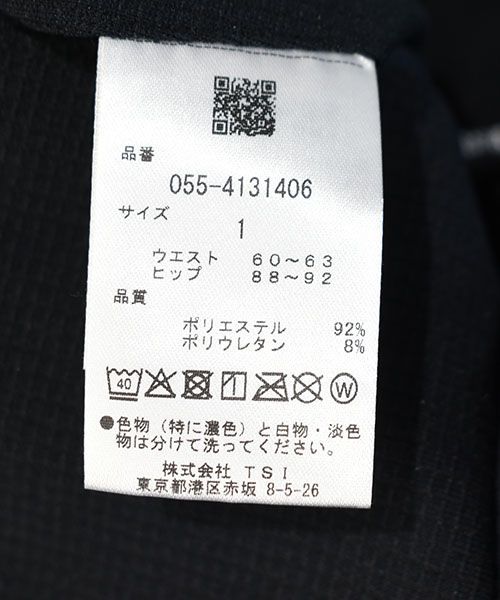 品番
055-4131406
サイズ
1
ウエスト 60～63
ヒップ 88～92
品質
ポリエステル 92%
ポリウレタン 8%
40 W
●色物（特に濃色）と白物・淡色
物は分けて洗ってください。
株式会社 TSI
東京都港区赤坂 8-5-26